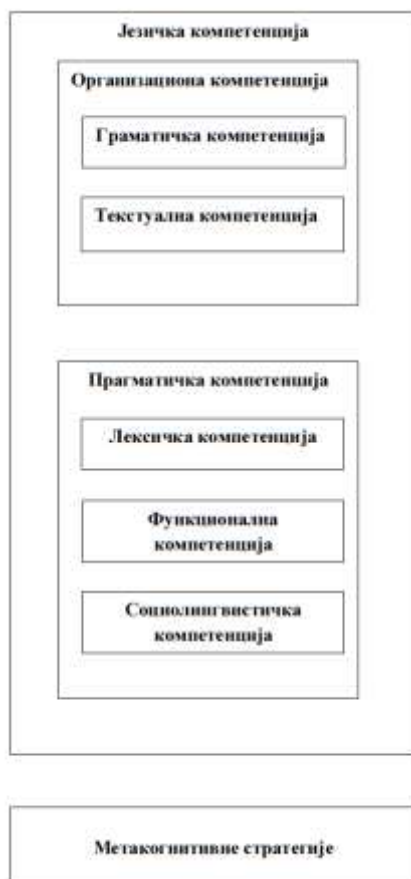 Језичка компетенција
Организациона компетенција
Граматичка компетенција
Текстуална компетенција
Прагматичка компетенција
Лексичка компетенција
Функционална
компетенција
Социолингвистичка
компетенција
Метакогнитивне стратегије